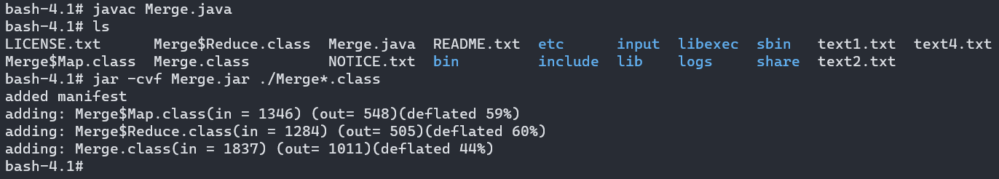 bash-4.1# javac Merge.java
bash-4.1# ls
LICENSE.txt      Merge$Reduce.class  Merge.java  README.txt  etc      input  libexec  sbin   text1.txt  text4.txt
Merge$Map.class  Merge.class         NOTICE.txt  bin         include  lib    logs     share  text2.txt
bash-4.1# jar -cvf Merge.jar ./Merge*.class
added manifest
adding: Merge$Map.class(in = 1346) (out= 548)(deflated 59%)
adding: Merge$Reduce.class(in = 1284) (out= 505)(deflated 60%)
adding: Merge.class(in = 1837) (out= 1011)(deflated 44%)
bash-4.1#